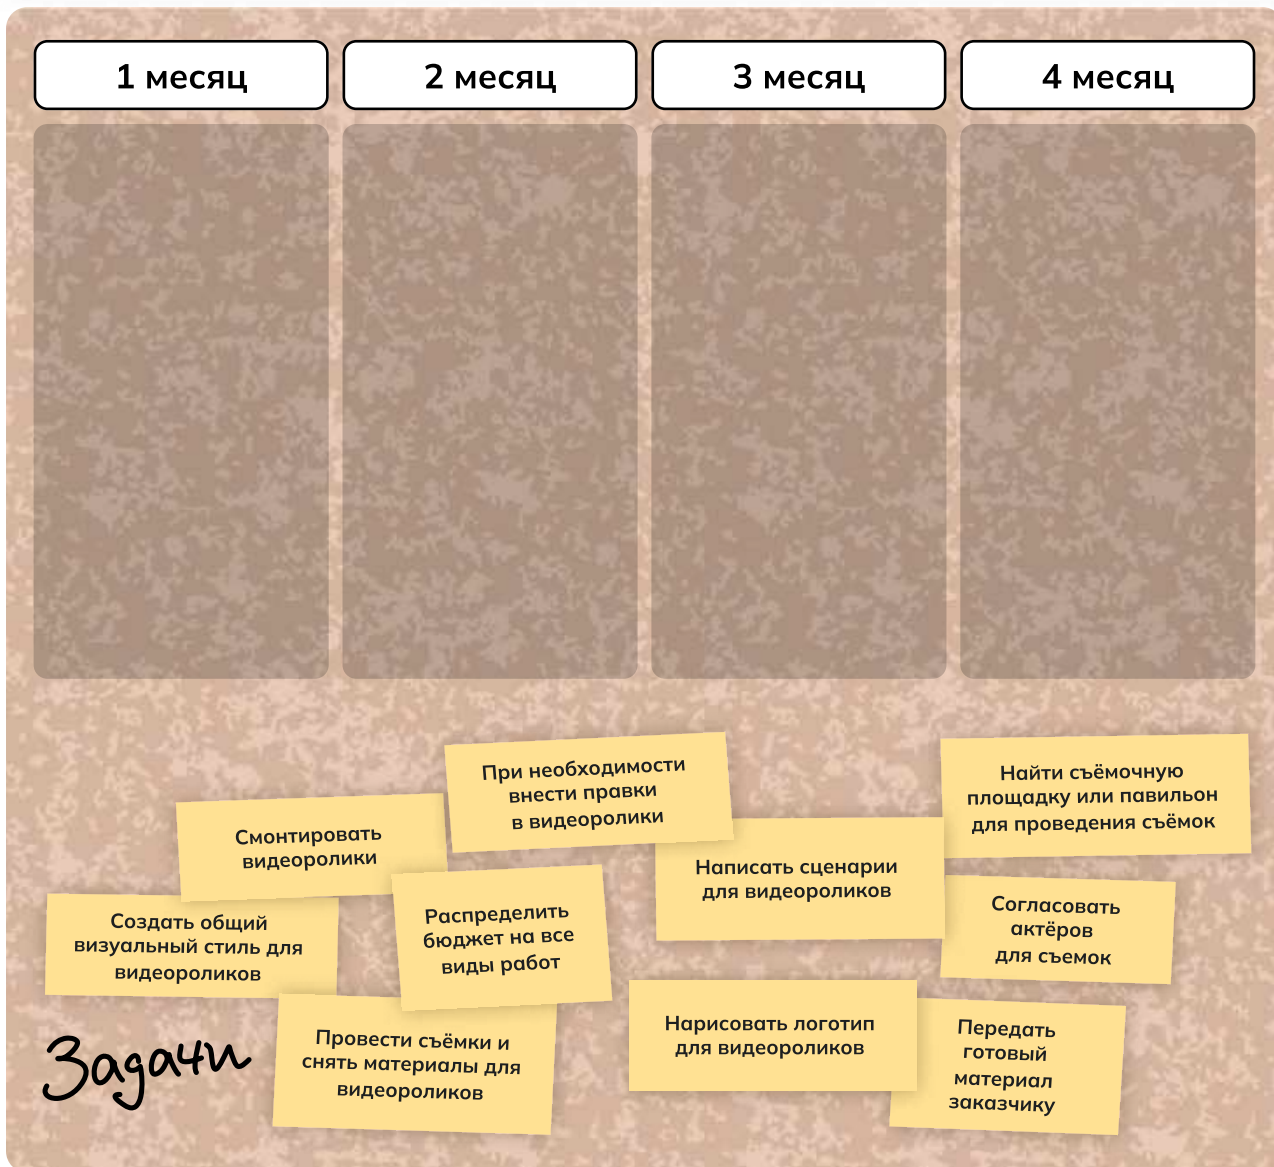 1 месяц
2 месяц
3 месяц
4 месяц
При необходимости
внести правки
в видеоролики
Найти съёмочную
площадку или павильон
для проведения съёмок
Смонтировать
видеоролики
Написать сценарии
для видеороликов
Создать общий
визуальный стиль для
видеороликов
Распределить
бюджет на все
виды работ
Согласовать
актёров
для съемок
Провести съёмки и
снять материалы для
видеороликов
Нарисовать логотип
для видеороликов
Передать
готовый
материал
заказчику
Задачи